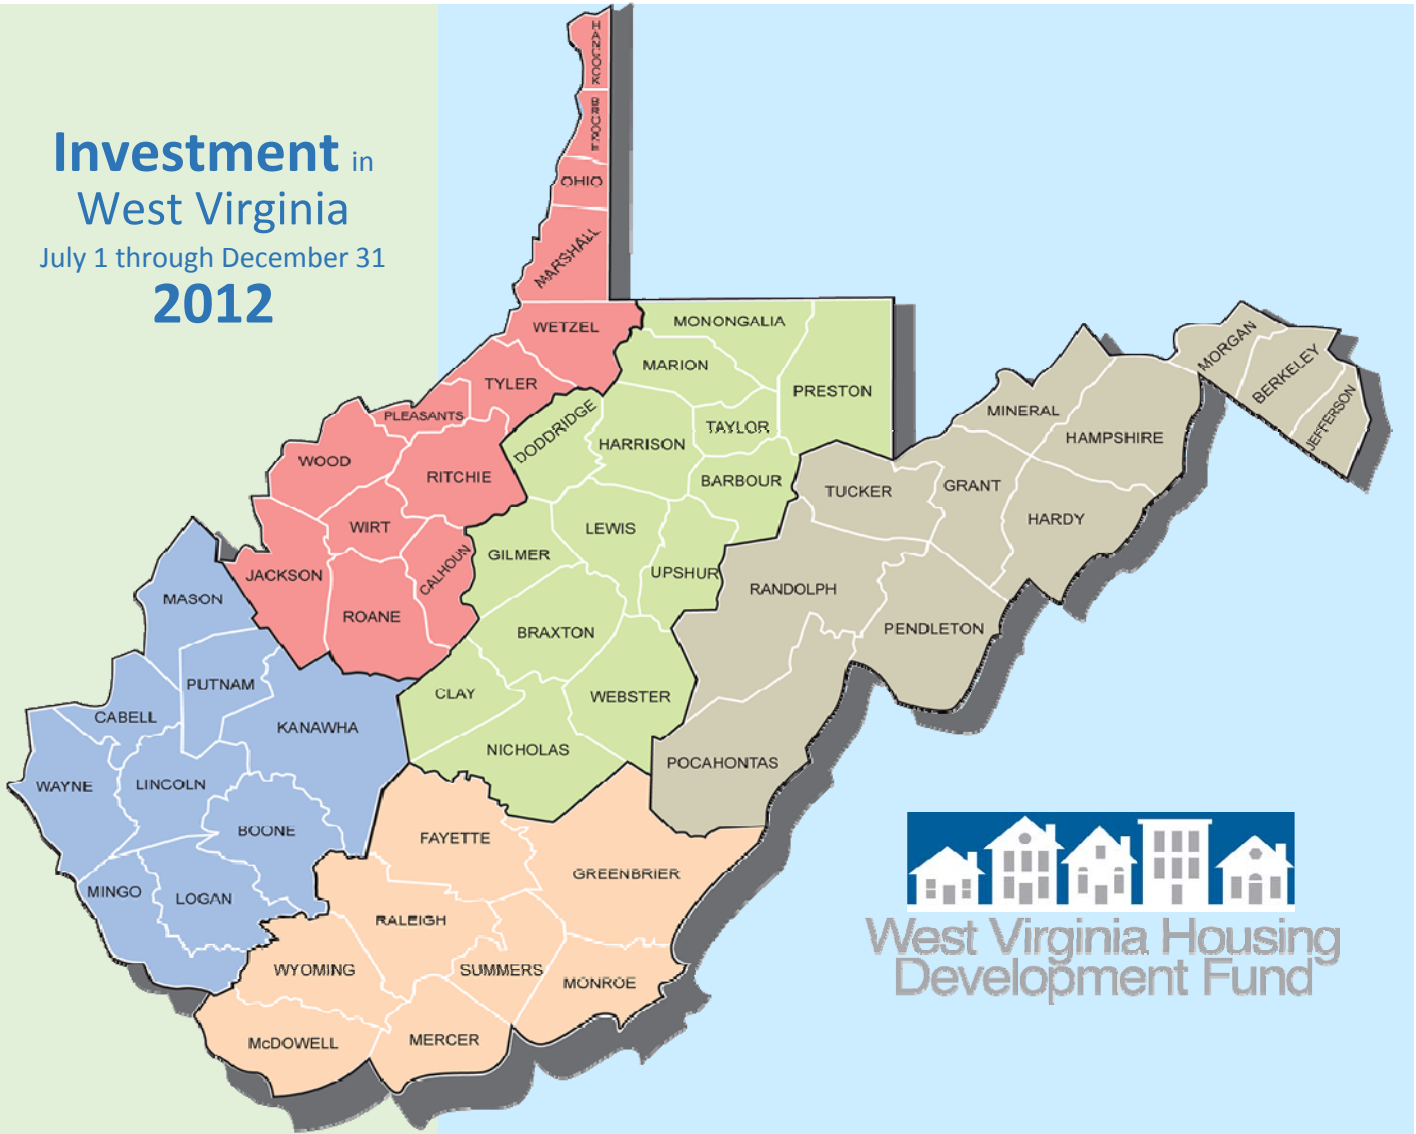 Investment in
West Virginia
July 1 through December 31
2012
HANCOCK
BROOKE
OHIO
MARSHALL
WETZEL
MONONGALIA
MARION
TYLER
PRESTON
PLEASANTS
DODDRIDGE
HARRISON
TAYLOR
MINERAL
HAMPSHIRE
MORGAN
BERKELEY
JEFFERSON
WOOD
RITCHIE
BARBOUR
TUCKER
GRANT
HARDY
WIRT
LEWIS
GILMER
CALHOUN
JACKSON
UPSHUR
RANDOLPH
MASON
ROANE
BRAXTON
PENDLETON
PUTNAM
CLAY
WEBSTER
CABELL
KANAWHA
NICHOLAS
POCAHONTAS
WAYNE
LINCOLN
BOONE
FAYETTE
GREENBRIER
MINGO
LOGAN
RALEIGH
WYOMING
SUMMERS
MONROE
McDOWELL
MERCER
West Virginia Housing
Development Fund